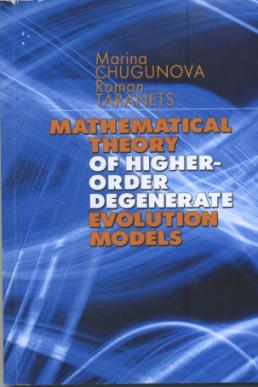 Marina
CHUGUNOVA
Roman
TARANETS
MATHEMATICAL
THEORY
OF HIGHER-
ORDER
DEGENERATE
EVOLUTION
MODELS